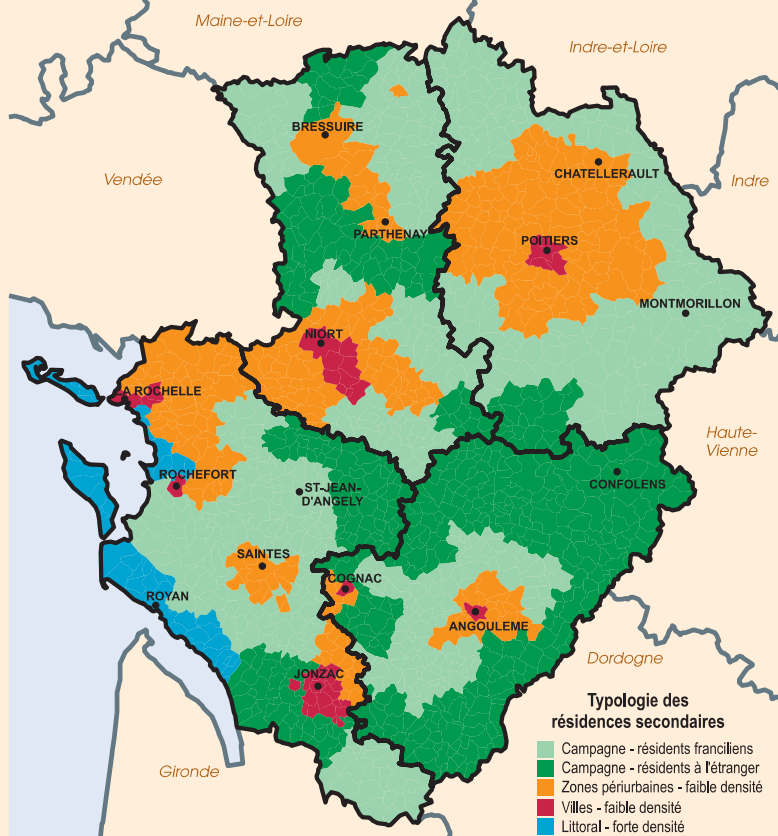 Maine-et-Loire
Indre-et-Loire
BRESSUIRE
CHATELLERAULT
Vendée
Indre
PARTHENAY
POITIERS
MONTMORILLON
NIORT
A ROCHELLE
Haute-
Vienne
ROCHEFORT
CONFOLENS
ST-JEAN-
D'ANGELY
SAINTES
COGNAC
ROYAN
ANGOULEME
Dordogne
JONZAC
Gironde
Typologie des
résidences secondaires
Campagne - résidents franciliens
Campagne - résidents à l'étranger
Zones périurbaines - faible densité
Villes - faible densité
Littoral - forte densité